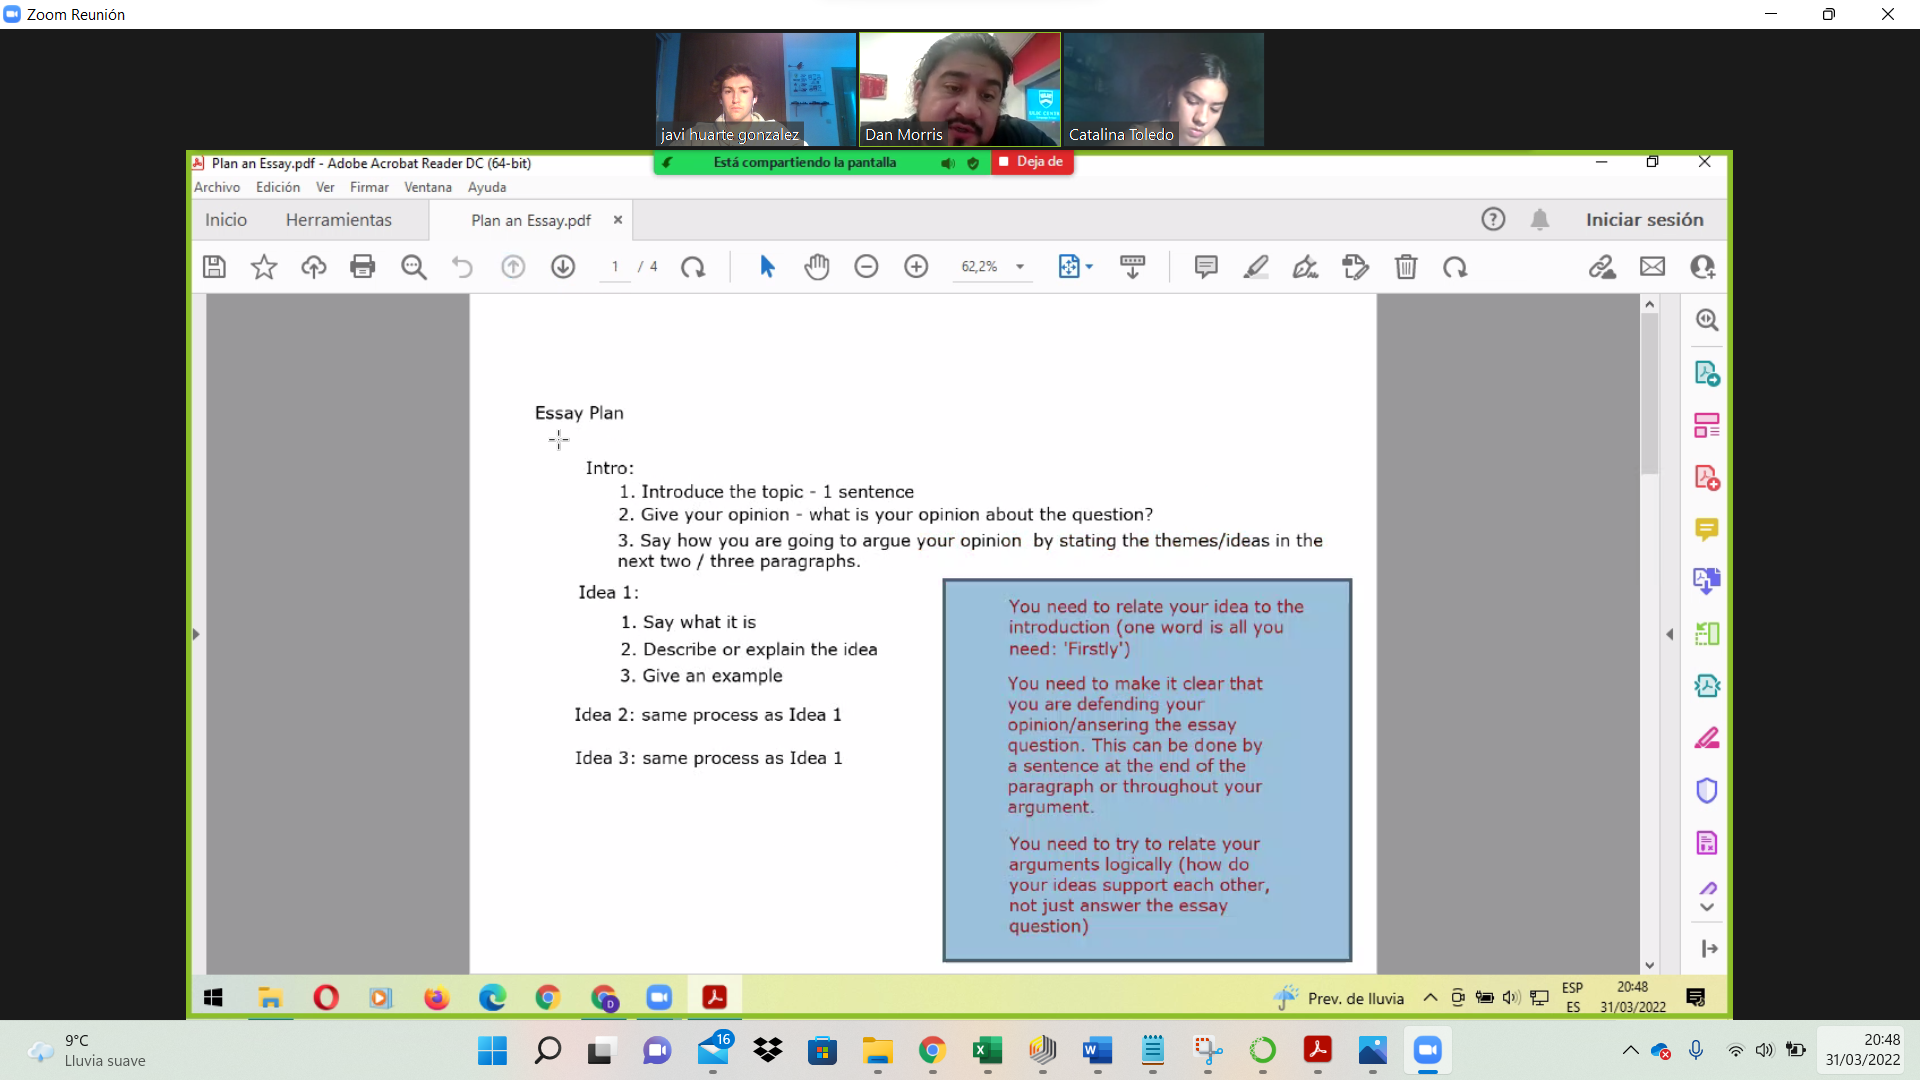 Zoom Reunión
javi huarte gonzalez
Dan Morris
Catalina Toledo
Plan an Essay.pdf - Adobe Acrobat Reader DC (64-bit)
Está compartiendo la pantalla
Deja de
Archivo Edición Ver Firmar Ventana Ayuda
Inicio Herramientas Plan an Essay.pdf Iniciar sesión
1 / 4 62,2%
Essay Plan
Intro:
1. Introduce the topic - 1 sentence
2. Give your opinion - what is your opinion about the question?
3. Say how you are going to argue your opinion by stating the themes/ideas in the
next two / three paragraphs.
Idea 1:
1. Say what it is
2. Describe or explain the idea
3. Give an example
Idea 2: same process as Idea 1
Idea 3: same process as Idea 1
You need to relate your idea to the
introduction (one word is all you
need: 'Firstly')
You need to make it clear that
you are defending your
opinion/ansering the essay
question. This can be done by
a sentence at the end of the
paragraph or throughout your
argument.
You need to try to relate your
arguments logically (how do
your ideas support each other,
not just answer the essay
question)
Prev. de lluvia
ESP
ES
20:48
31/03/2022
9°C
Lluvia suave
16
20:48
31/03/2022